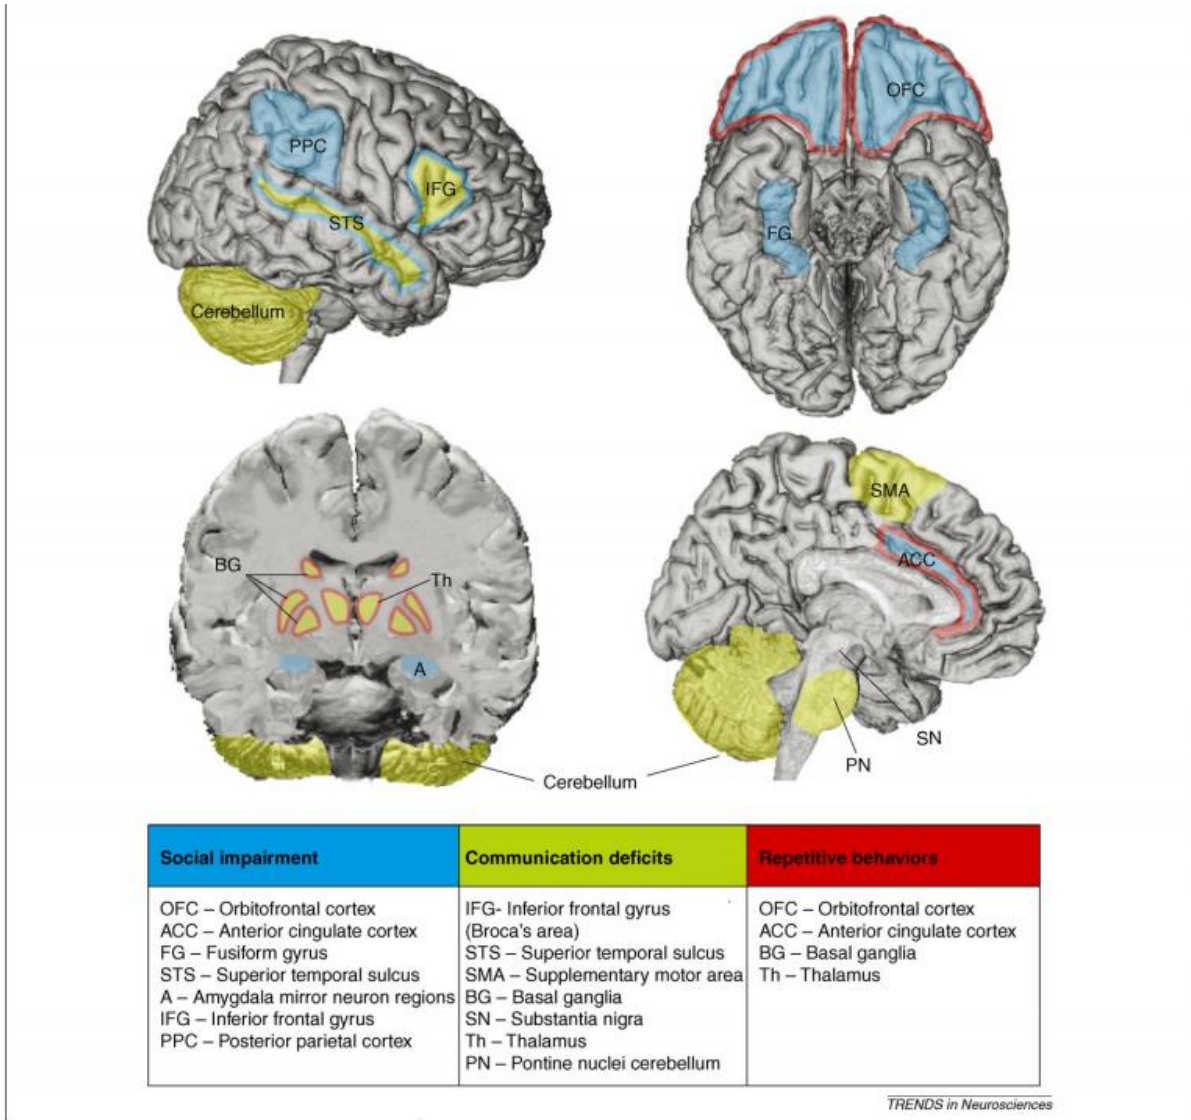 PPC
IFG
STS
Cerebellum
OFC
FG
BG
Th
A
SMA
ACC
SN
PN
Cerebellum
Social impairment
OFC – Orbitofrontal cortex
ACC – Anterior cingulate cortex
FG – Fusiform gyrus
STS – Superior temporal sulcus
A – Amygdala mirror neuron regions
IFG – Inferior frontal gyrus
PPC – Posterior parietal cortex
Communication deficits
IFG- Inferior frontal gyrus
(Broca's area)
STS – Superior temporal sulcus
SMA – Supplementary motor area
BG – Basal ganglia
SN – Substantia nigra
Th – Thalamus
PN – Pontine nuclei cerebellum
Repetitive behaviors
OFC – Orbitofrontal cortex
ACC – Anterior cingulate cortex
BG – Basal ganglia
Th – Thalamus
TRENDS in Neurosciences